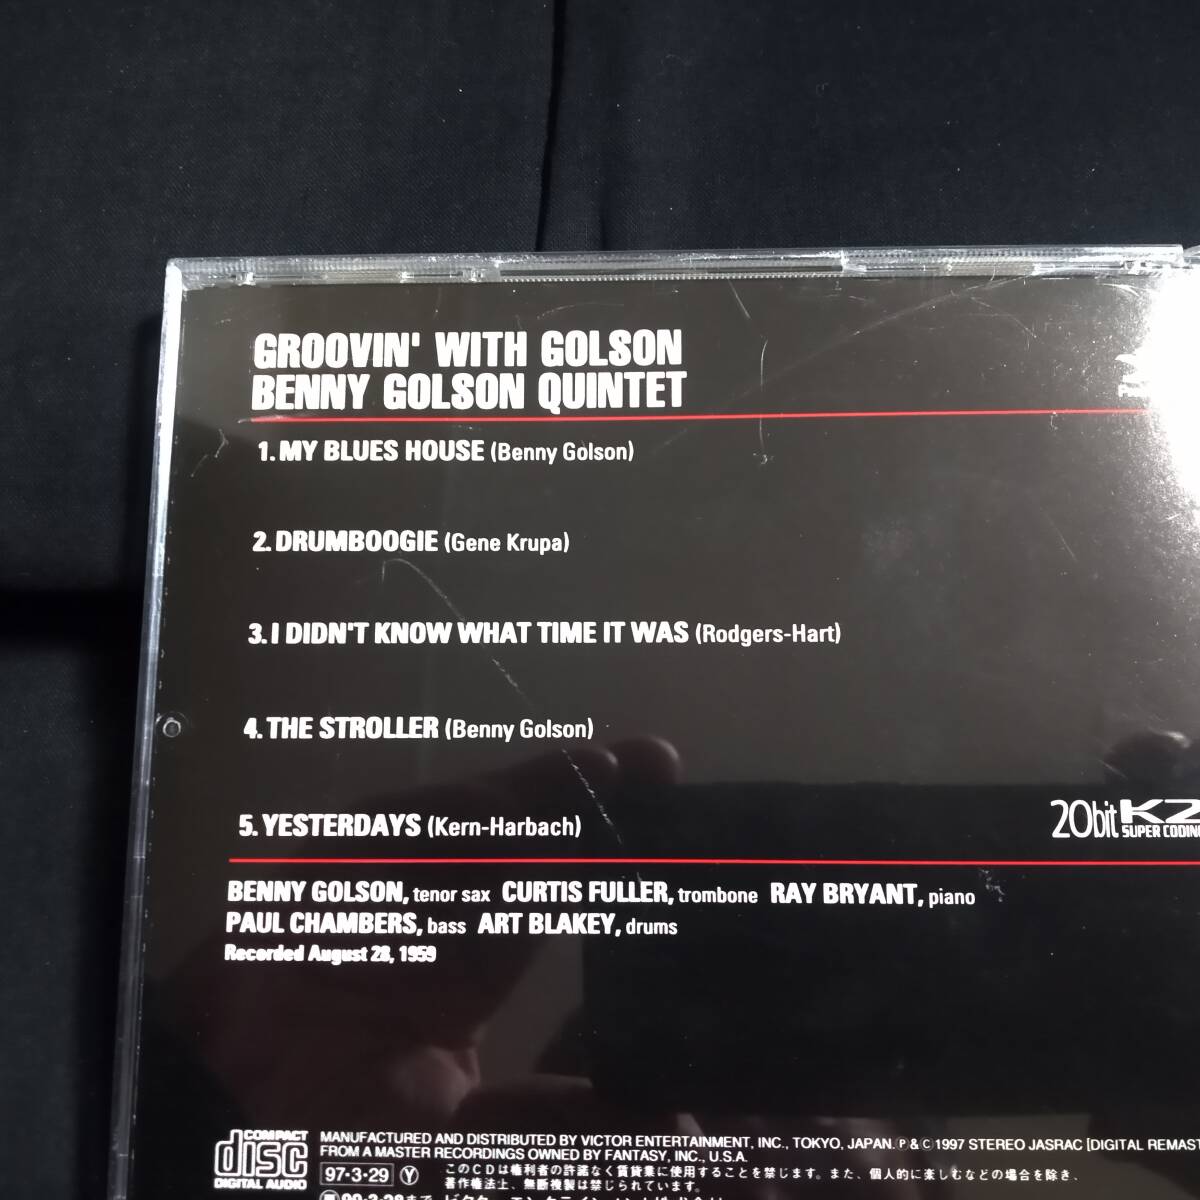 GROOVIN' WITH GOLSON
BENNY GOLSON QUINTET
1. MY BLUES HOUSE (Benny Golson)
2. DRUMBOOGIE (Gene Krupa)
3. I DIDN'T KNOW WHAT TIME IT WAS (Rodgers-Hart)
4. THE STROLLER (Benny Golson)
5. YESTERDAYS (Kern-Harbach)
20bit K2
SUPER CODING
BENNY GOLSON, tenor sax CURTIS FULLER, trombone RAY BRYANT, piano
PAUL CHAMBERS, bass ART BLAKEY, drums
Recorded August 28, 1959
COMPACT
disc
DIGITAL AUDIO
MANUFACTURED AND DISTRIBUTED BY VICTOR ENTERTAINMENT, INC., TOKYO, JAPAN. Ⓟ & Ⓒ 1997 STEREO JASRAC [DIGITAL REMAST
FROM A MASTER RECORDINGS OWNED BY FANTASY, INC., U.S.A.
97·3·29 Ⓨ このCDは権利者の許諾なく賃貸業に使用することを禁じます。また、個人的に楽しむなどの場合を除き、
著作権法上、無断複製は禁じられています。
99·3·28まで